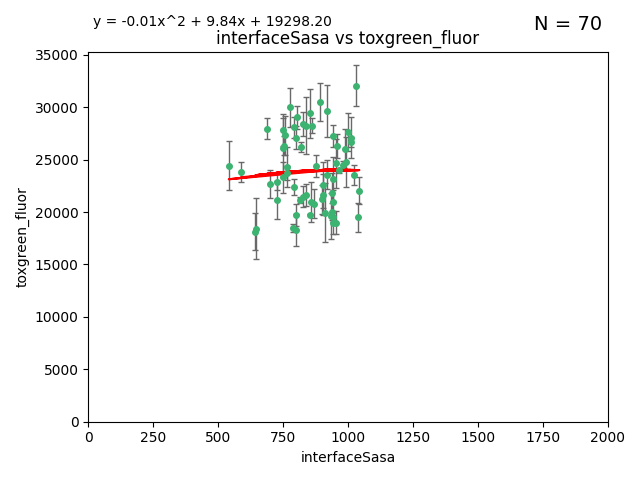 y = -0.01x^2 + 9.84x + 19298.20
N = 70
interfaceSasa vs toxgreen_fluor
35000
30000
25000
20000
15000
10000
5000
0
toxgreen_fluor
0 250 500 750 1000 1250 1500 1750 2000
interfaceSasa